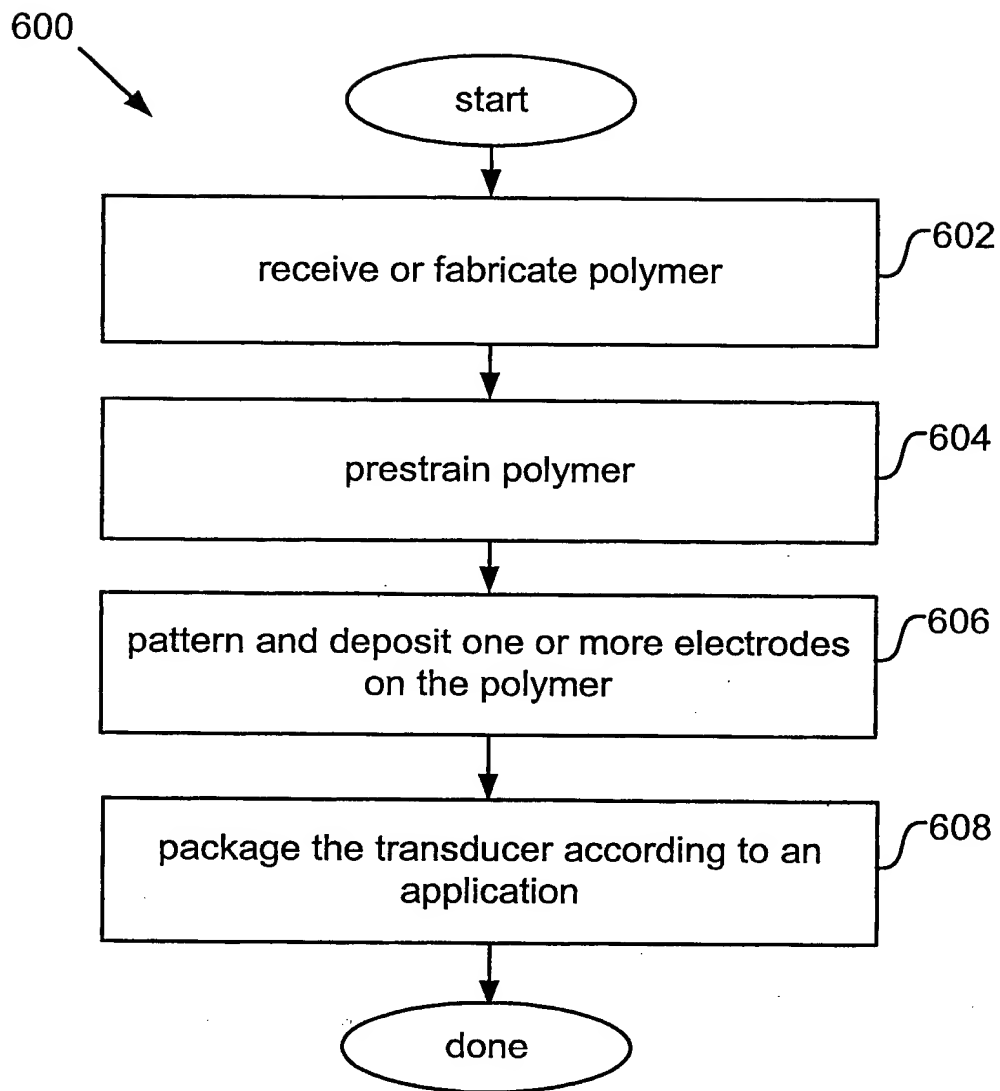 600
start
receive or fabricate polymer
602
prestrain polymer
604
pattern and deposit one or more electrodes
on the polymer
606
package the transducer according to an
application
608
done